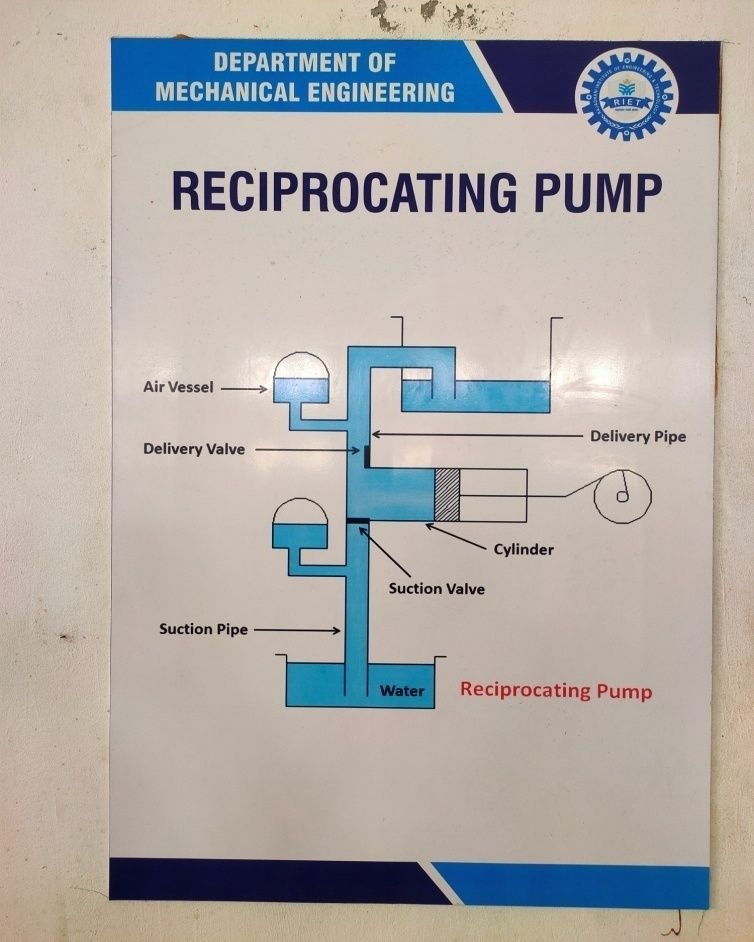 DEPARTMENT OF
MECHANICAL ENGINEERING
RIET
RECIPROCATING PUMP
Air Vessel
Delivery Valve
Delivery Pipe
Cylinder
Suction Valve
Suction Pipe
Water
Reciprocating Pump